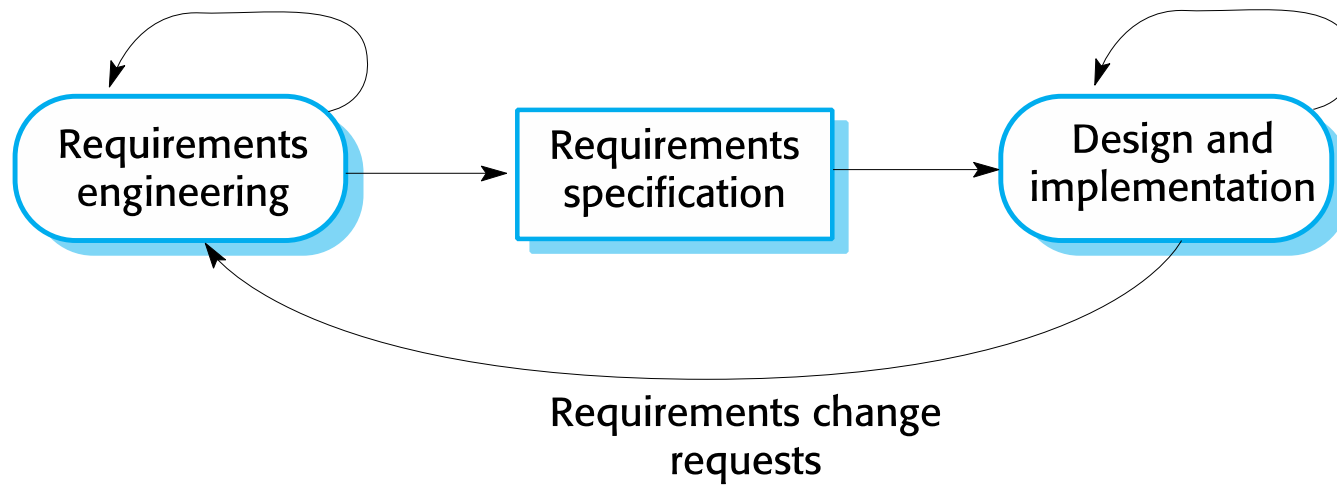 Requirements
engineering
Requirements
specification
Design and
implementation
Requirements change
requests